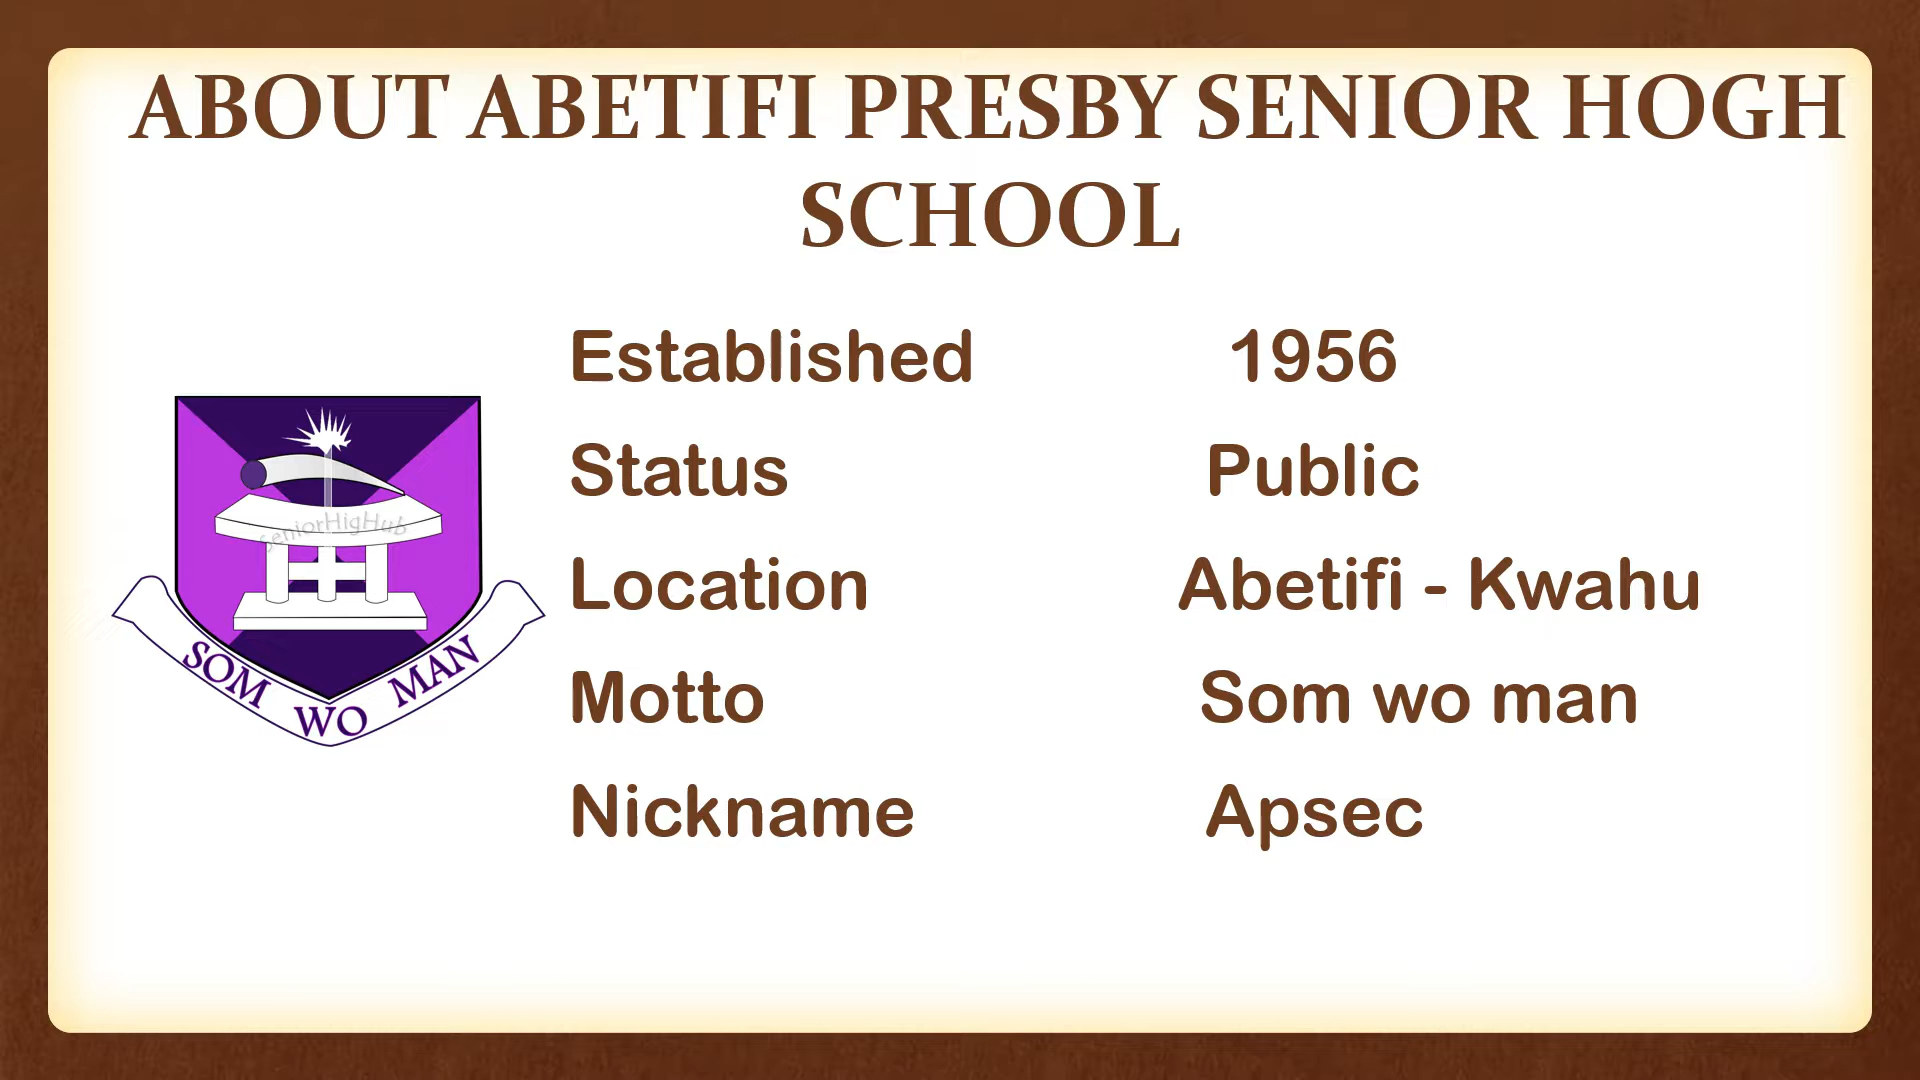 ABOUT ABETIFI PRESBY SENIOR HOGH
SCHOOL
Established 1956
Status Public
Location Abetifi - Kwahu
Motto Som wo man
Nickname Apsec
SeniorHigHub
SOM WO MAN